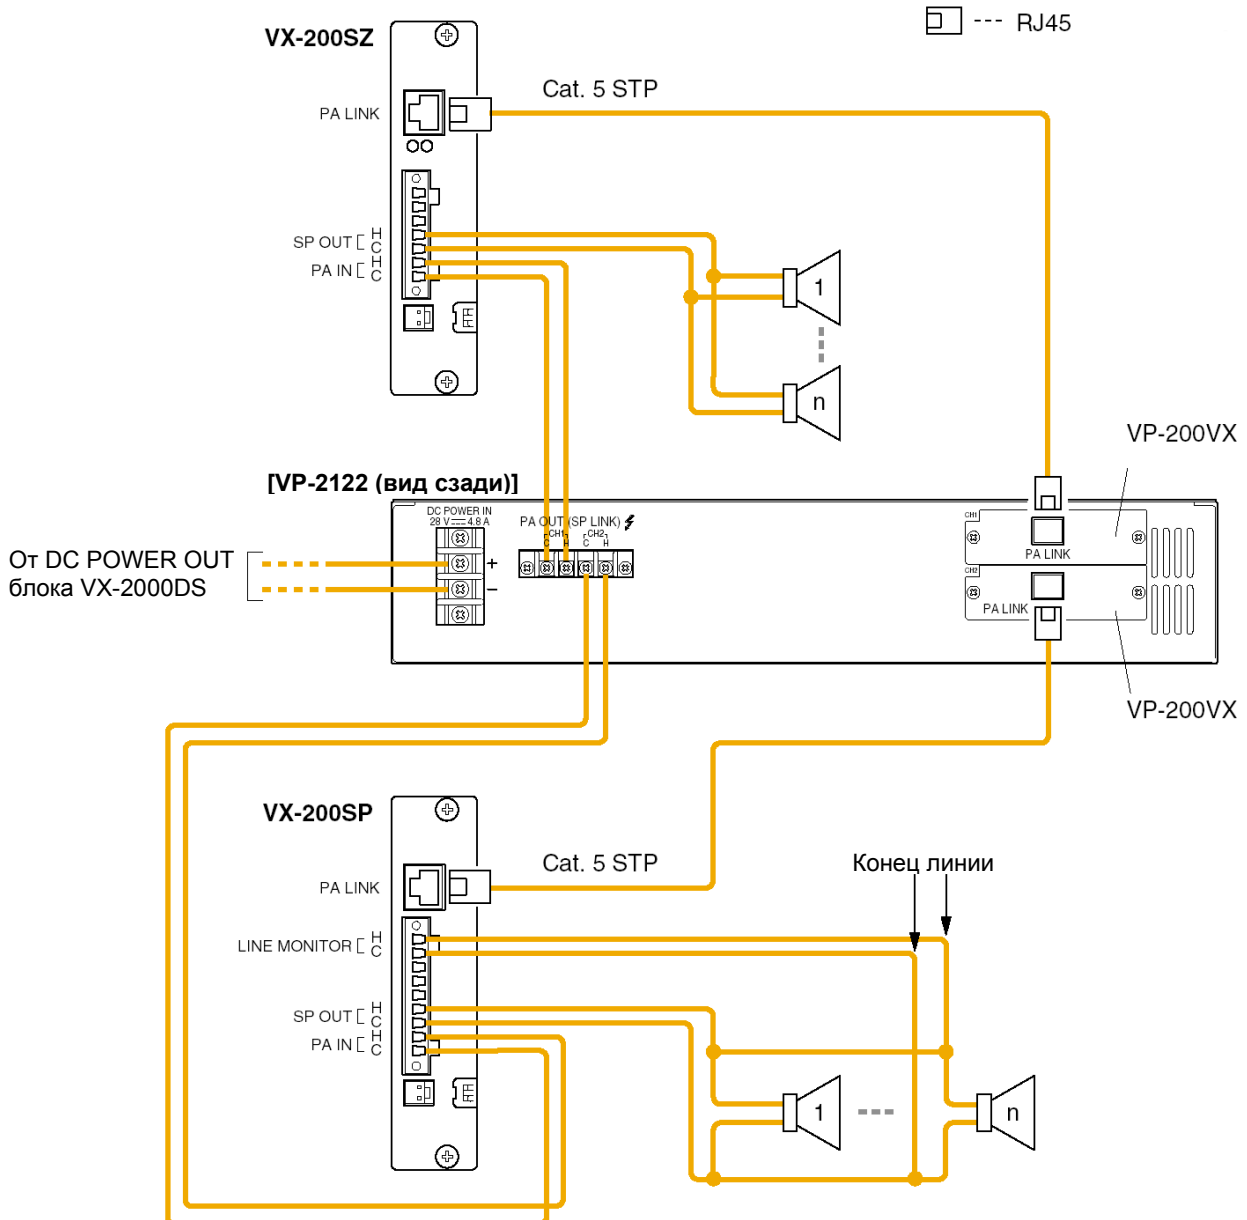 VX-200SZ
RJ45
Cat. 5 STP
PA LINK
SP OUT H C
PA IN H C
1
n
VP-200VX
[VP-2122 (вид сзади)]
DC POWER IN
28 V 4.8 A
PA OUT (SP LINK)
CH1 CH2
C H C H
+
−
От DC POWER OUT
блока VX-2000DS
CH1
PA LINK
CH2
PA LINK
VP-200VX
VX-200SP
Cat. 5 STP
Конец линии
PA LINK
LINE MONITOR H C
SP OUT H C
PA IN H C
1
n